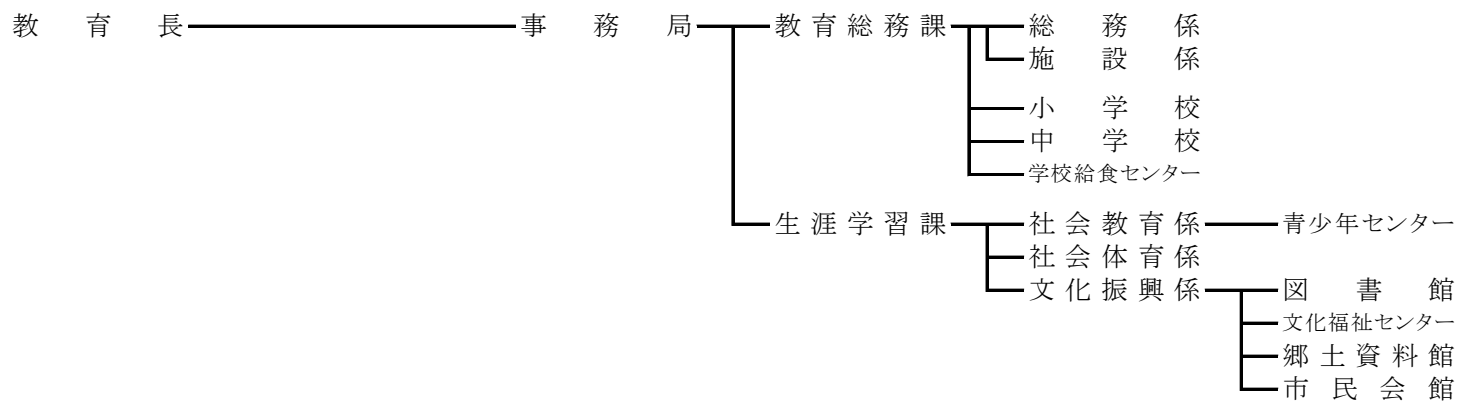 教育長 事務局 教育総務課 総務係
施設係
小学校
中学校
学校給食センター
生涯学習課 社会教育係 青少年センター
社会体育係
文化振興係 図書館
文化福祉センター
郷土資料館
市民会館